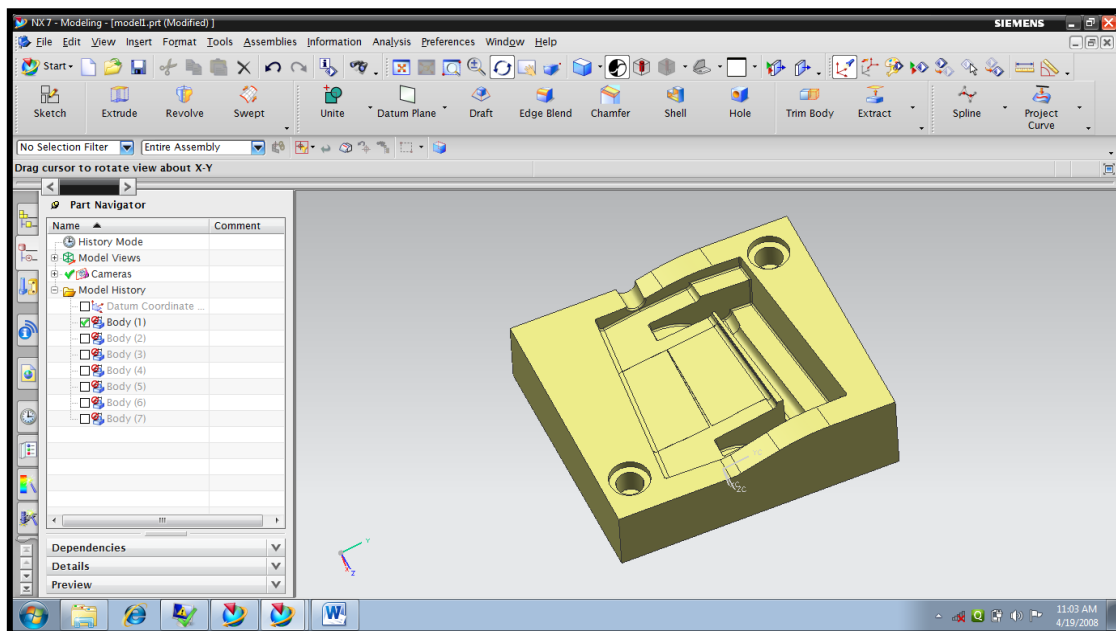 NX 7 - Modeling - [model1.prt (Modified) ]
SIEMENS
File Edit View Insert Format Tools Assemblies Information Analysis Preferences Window Help
Start
Sketch Extrude Revolve Swept Unite Datum Plane Draft Edge Blend Chamfer Shell Hole Trim Body Extract Spline Project Curve
No Selection Filter Entire Assembly
Drag cursor to rotate view about X-Y
Part Navigator
Name Comment
History Mode
Model Views
Cameras
Model History
Datum Coordinate ...
Body (1)
Body (2)
Body (3)
Body (4)
Body (5)
Body (6)
Body (7)
Dependencies
Details
Preview
ZC
Y
X
Z
11:03 AM
4/19/2008